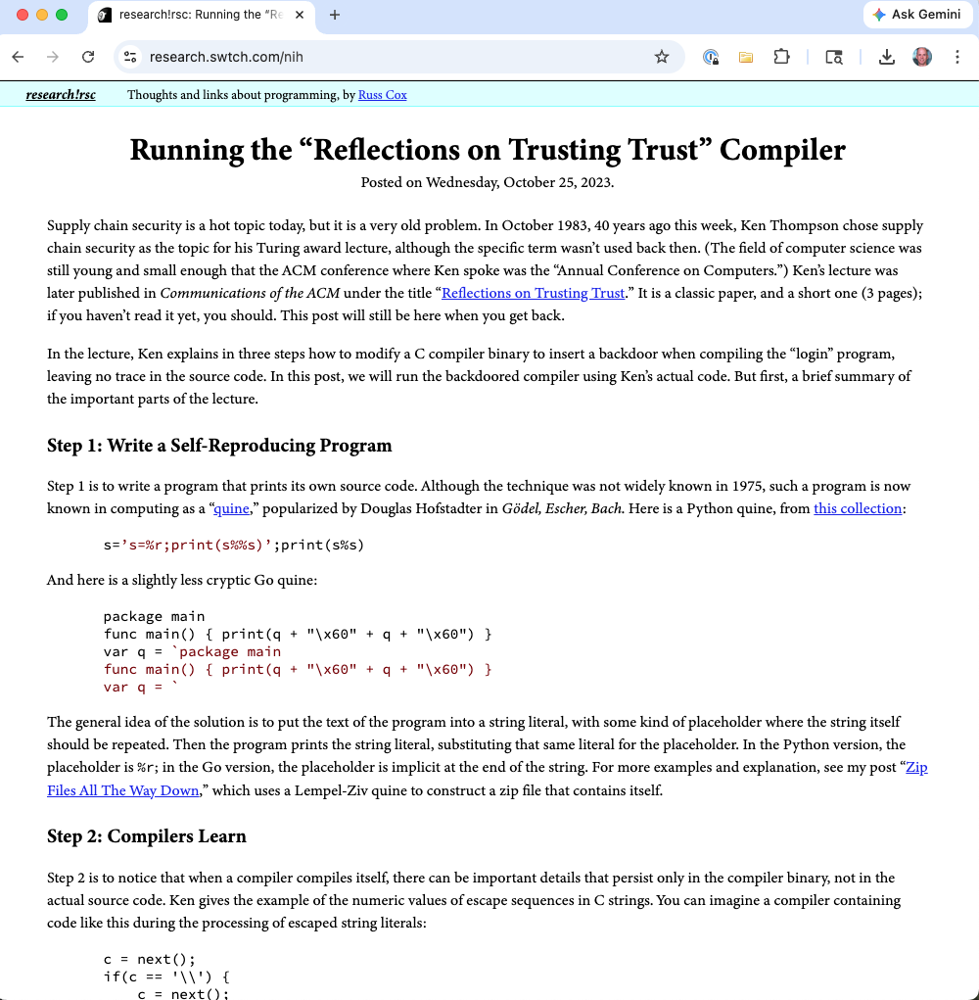 research!rsc: Running the “Re
Ask Gemini
research.swtch.com/nih
research!rsc Thoughts and links about programming, by Russ Cox
Running the “Reflections on Trusting Trust” Compiler
Posted on Wednesday, October 25, 2023.
Supply chain security is a hot topic today, but it is a very old problem. In October 1983, 40 years ago this week, Ken Thompson chose supply
chain security as the topic for his Turing award lecture, although the specific term wasn’t used back then. (The field of computer science was
still young and small enough that the ACM conference where Ken spoke was the “Annual Conference on Computers.”) Ken’s lecture was
later published in Communications of the ACM under the title “Reflections on Trusting Trust.” It is a classic paper, and a short one (3 pages);
if you haven’t read it yet, you should. This post will still be here when you get back.
In the lecture, Ken explains in three steps how to modify a C compiler binary to insert a backdoor when compiling the “login” program,
leaving no trace in the source code. In this post, we will run the backdoored compiler using Ken’s actual code. But first, a brief summary of
the important parts of the lecture.
Step 1: Write a Self-Reproducing Program
Step 1 is to write a program that prints its own source code. Although the technique was not widely known in 1975, such a program is now
known in computing as a “quine,” popularized by Douglas Hofstadter in Gödel, Escher, Bach. Here is a Python quine, from this collection:
s=’s=%r;print(s%%s)’;print(s%s)
And here is a slightly less cryptic Go quine:
package main
func main() { print(q + "\x60" + q + "\x60") }
var q = `package main
func main() { print(q + "\x60" + q + "\x60") }
var q = `
The general idea of the solution is to put the text of the program into a string literal, with some kind of placeholder where the string itself
should be repeated. Then the program prints the string literal, substituting that same literal for the placeholder. In the Python version, the
placeholder is %r; in the Go version, the placeholder is implicit at the end of the string. For more examples and explanation, see my post “Zip
Files All The Way Down,” which uses a Lempel-Ziv quine to construct a zip file that contains itself.
Step 2: Compilers Learn
Step 2 is to notice that when a compiler compiles itself, there can be important details that persist only in the compiler binary, not in the
actual source code. Ken gives the example of the numeric values of escape sequences in C strings. You can imagine a compiler containing
code like this during the processing of escaped string literals:
c = next();
if(c == '\\') {
c = next();